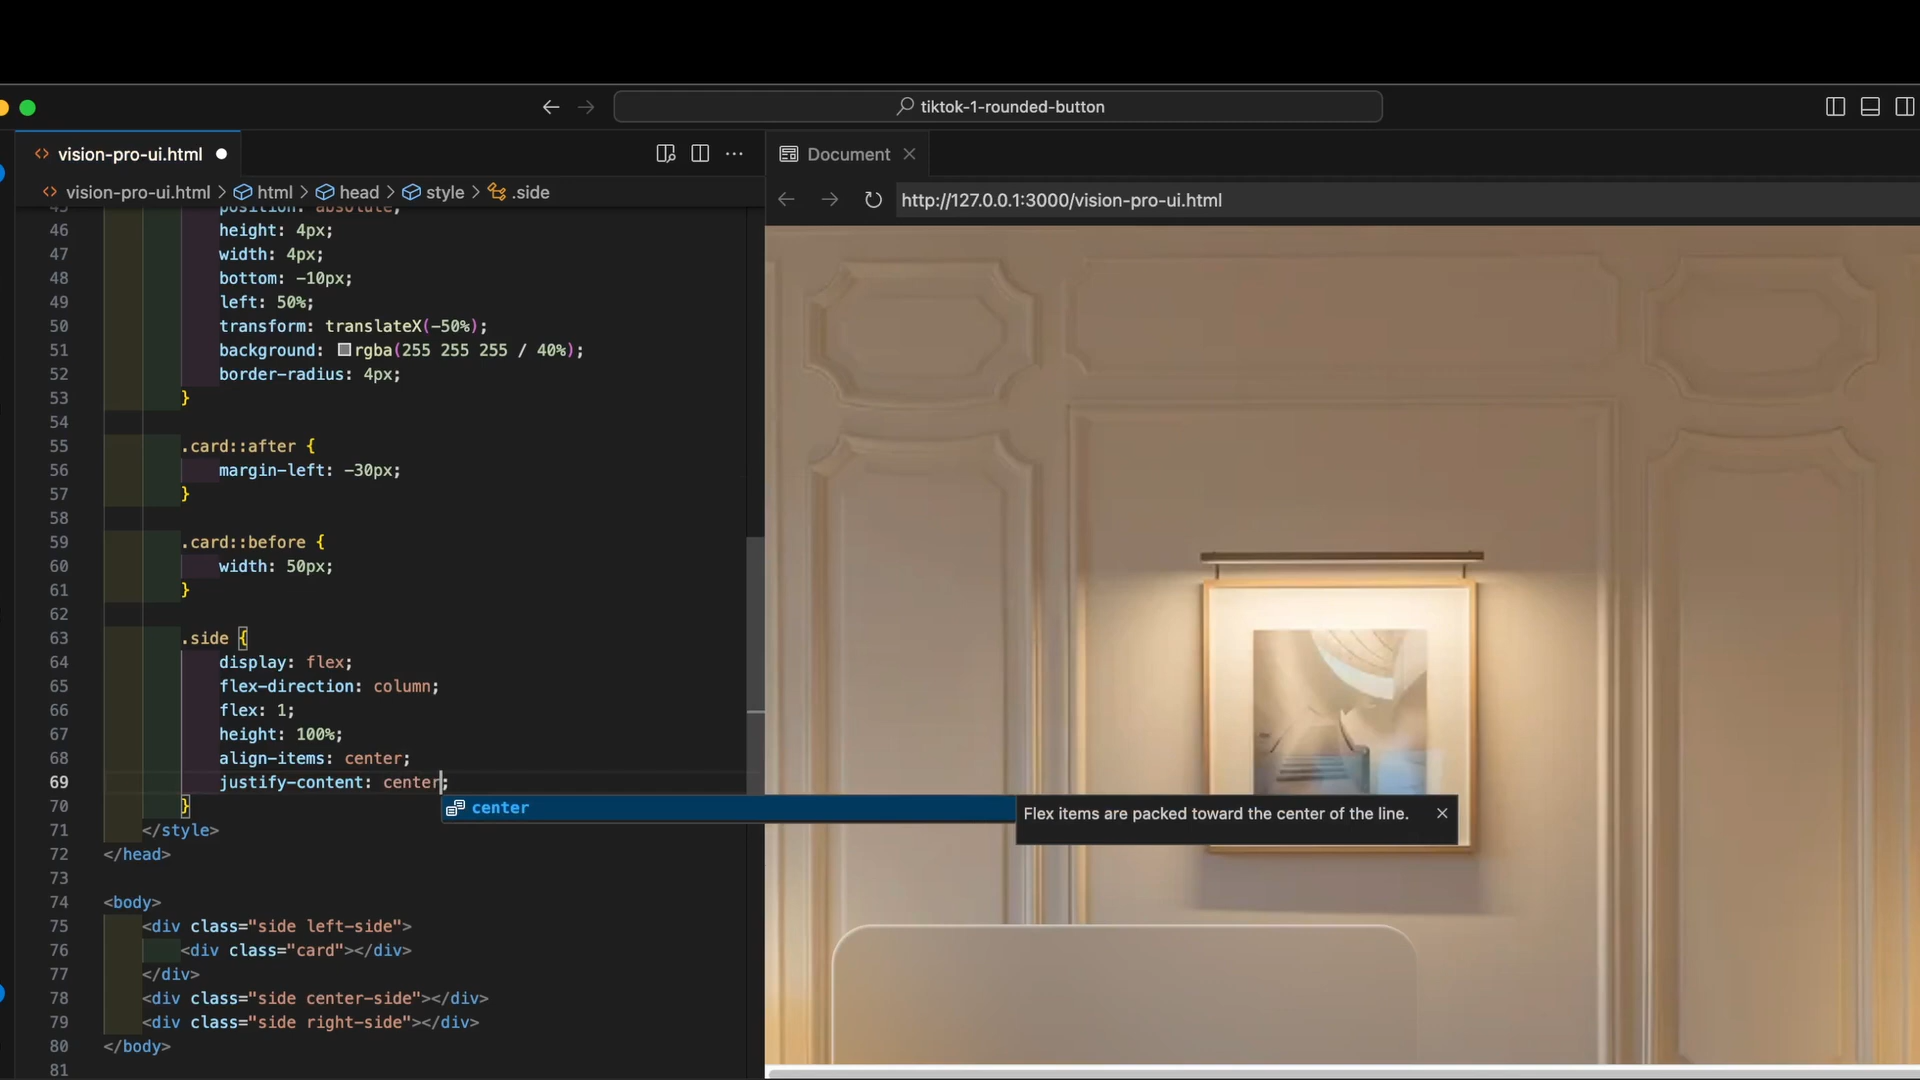 tiktok-1-rounded-button
vision-pro-ui.html
Document
vision-pro-ui.html > html > head > style > .side
http://127.0.0.1:3000/vision-pro-ui.html
45 position: absolute;
46 height: 4px;
47 width: 4px;
48 bottom: -10px;
49 left: 50%;
50 transform: translateX(-50%);
51 background: rgba(255 255 255 / 40%);
52 border-radius: 4px;
53 }
54
55 .card::after {
56 margin-left: -30px;
57 }
58
59 .card::before {
60 width: 50px;
61 }
62
63 .side {
64 display: flex;
65 flex-direction: column;
66 flex: 1;
67 height: 100%;
68 align-items: center;
69 justify-content: center;
center
Flex items are packed toward the center of the line.
70 }
71 </style>
72 </head>
73
74 <body>
75 <div class="side left-side">
76 <div class="card"></div>
77 </div>
78 <div class="side center-side"></div>
79 <div class="side right-side"></div>
80 </body>
81